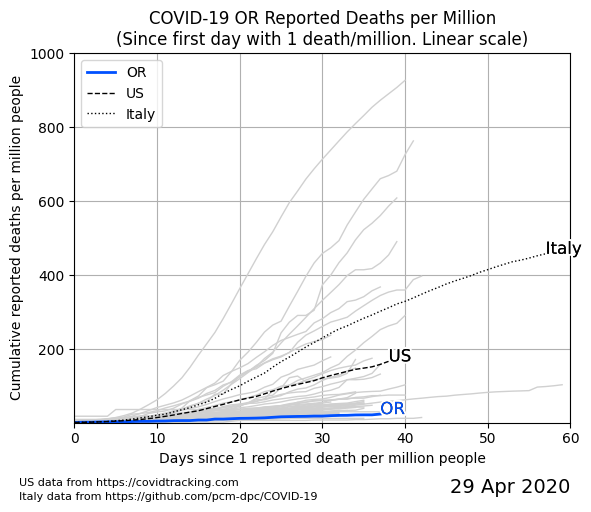 COVID-19 OR Reported Deaths per Million
(Since first day with 1 death/million. Linear scale)
1000
800
600
400
200
Cumulative reported deaths per million people
OR
US
Italy
Italy
US
OR
0
10
20
30
40
50
60
Days since 1 reported death per million people
US data from https://covidtracking.com
Italy data from https://github.com/pcm-dpc/COVID-19
29 Apr 2020